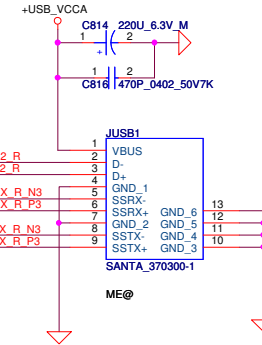 +USB_VCCA
C814 220U_6.3V_M
1 2
+
1 2
C816 470P_0402_50V7K
JUSB1
1 VBUS
2_R 2 D-
2_R 3 D+
4 GND_1
X_R_N3 5 SSRX-
X_R_P3 6 SSRX+ GND_6 13
7 GND_2 GND_5 12
X_R_N3 8 SSTX- GND_4 11
X_R_P3 9 SSTX+ GND_3 10
SANTA_370300-1
ME@